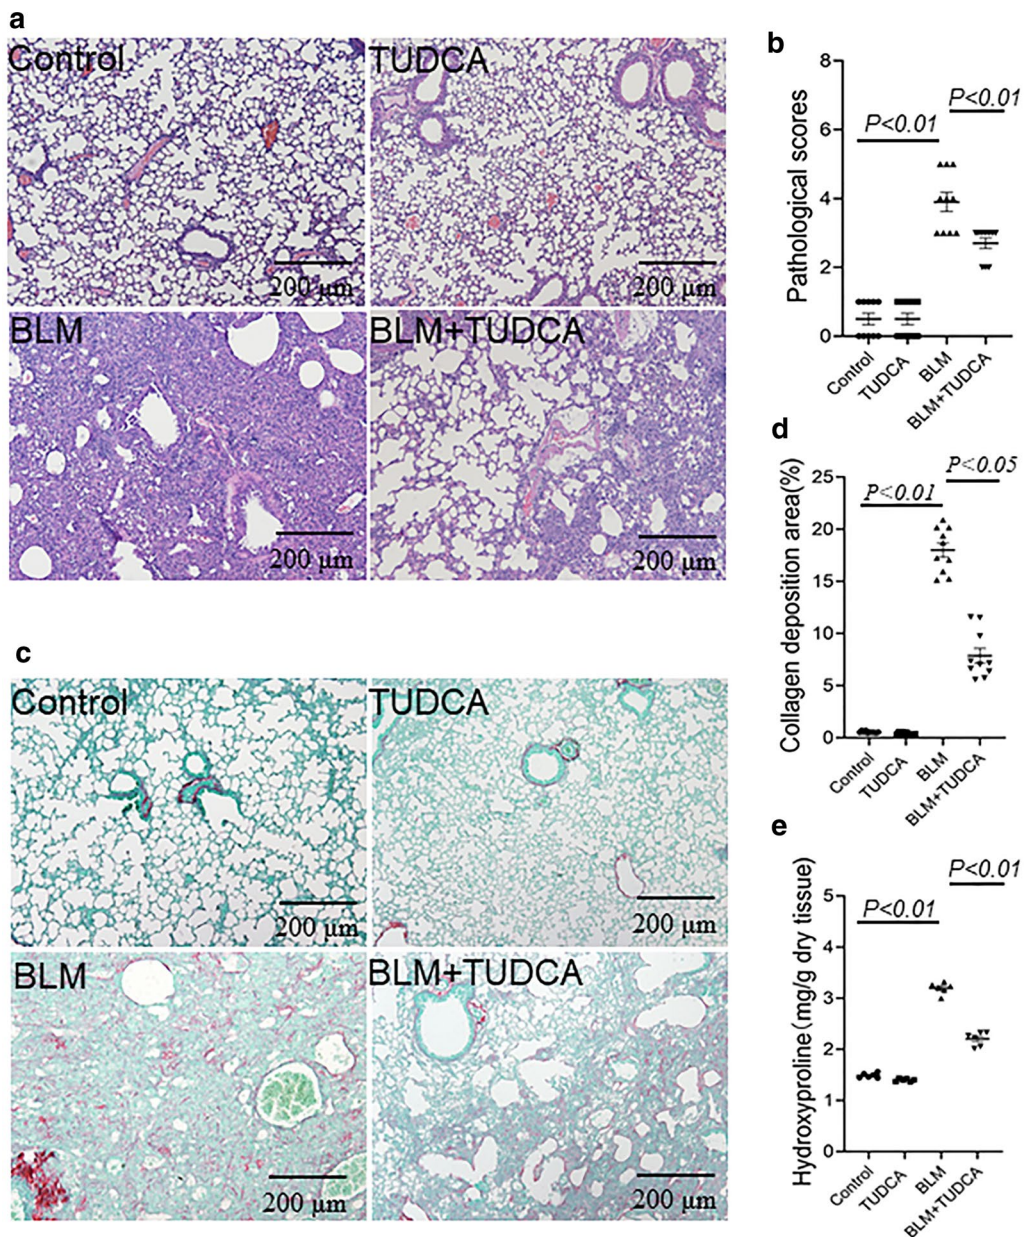 a
Control
TUDCA
200 µm
200 µm
BLM
BLM+TUDCA
200 µm
200 µm
b
Pathological scores
8
6
4
2
0
P<0.01
P<0.01
Control
TUDCA
BLM
BLM+TUDCA
c
Control
TUDCA
200 µm
200 µm
BLM
BLM+TUDCA
200 µm
200 µm
d
Collagen deposition area(%)
25
20
15
10
5
0
P<0.05
P<0.01
Control
TUDCA
BLM
BLM+TUDCA
e
Hydroxyproline(mg/g dry tissue)
5
4
3
2
1
0
P<0.01
P<0.01
Control
TUDCA
BLM
BLM+TUDCA